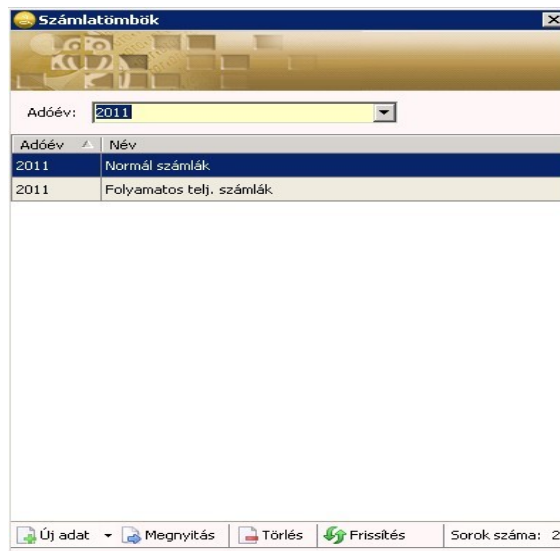 Számlatömbök
Adóév: 2011
Adóév Név
2011 Normál számlák
2011 Folyamatos telj. számlák
Új adat Megnyitás Törlés Frissítés Sorok száma: 2